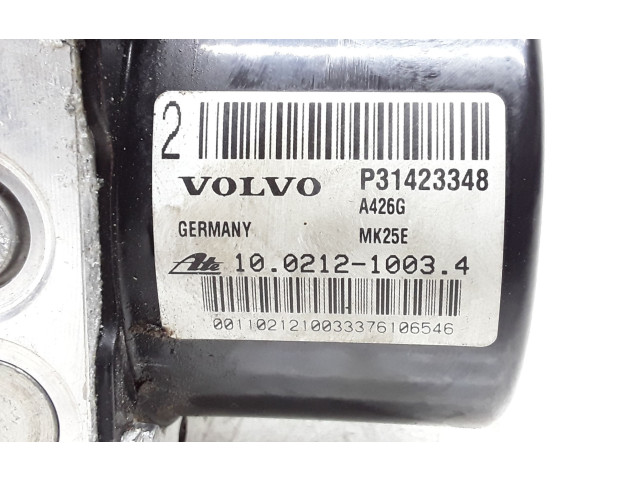 2
VOLVO P31423348
A426G
GERMANY MK25E
Ate 10.0212-1003.4
0011021210033376106546